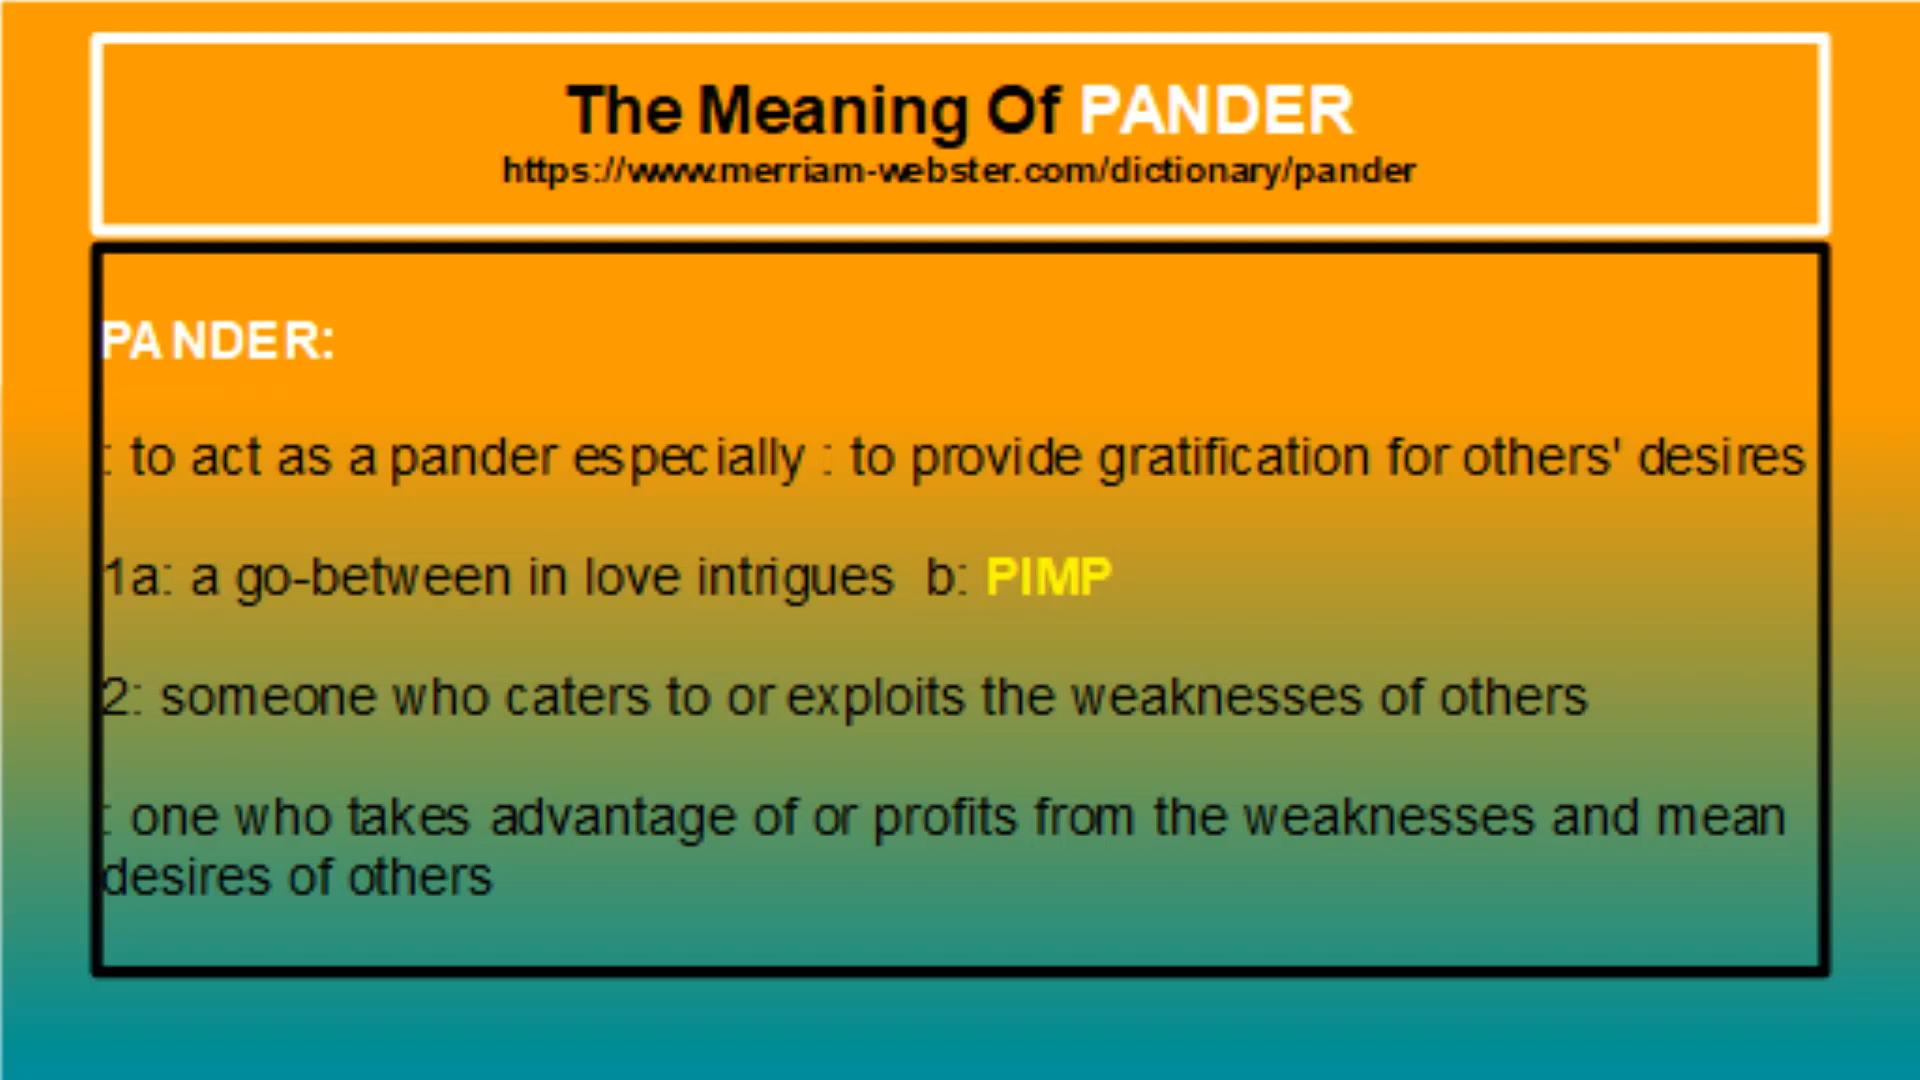 The Meaning Of PANDER
https://www.merriam-webster.com/dictionary/pander
PANDER:
: to act as a pander especially : to provide gratification for others' desires
1a: a go-between in love intrigues  b: PIMP
2: someone who caters to or exploits the weaknesses of others
: one who takes advantage of or profits from the weaknesses and mean
desires of others